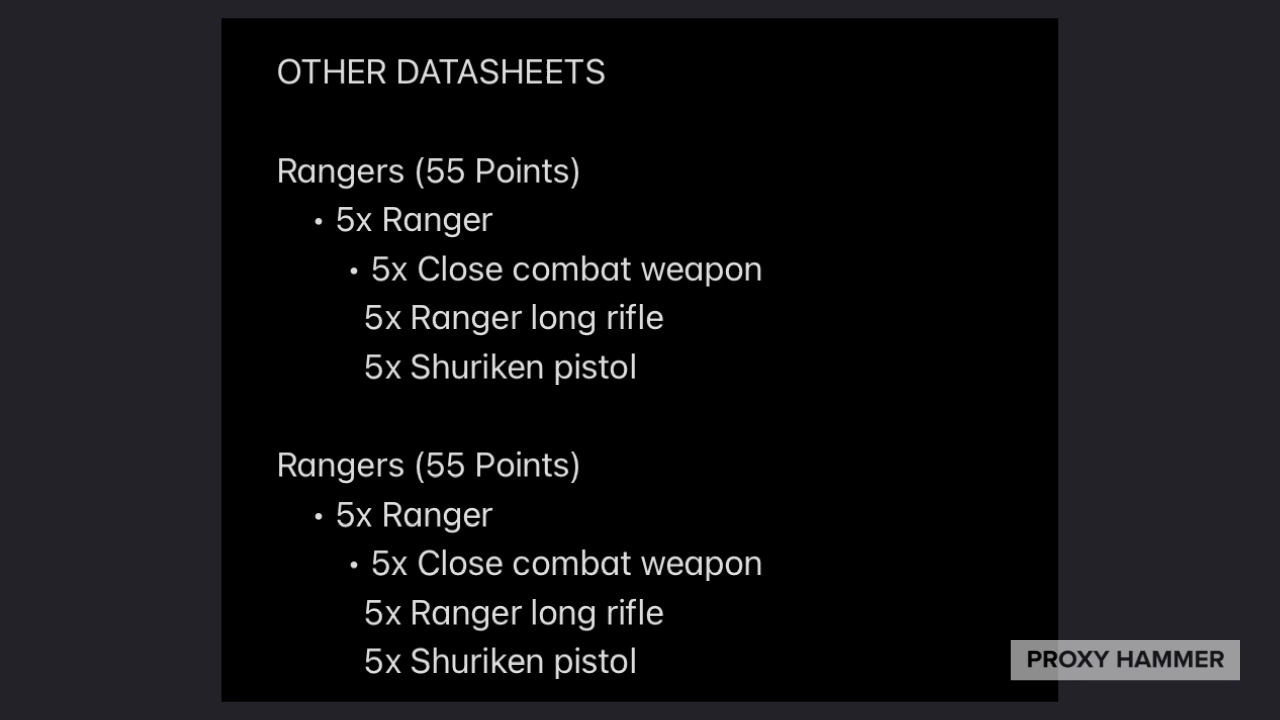 OTHER DATASHEETS
Rangers (55 Points)
• 5x Ranger
• 5x Close combat weapon
5x Ranger long rifle
5x Shuriken pistol
Rangers (55 Points)
• 5x Ranger
• 5x Close combat weapon
5x Ranger long rifle
5x Shuriken pistol
PROXY HAMMER